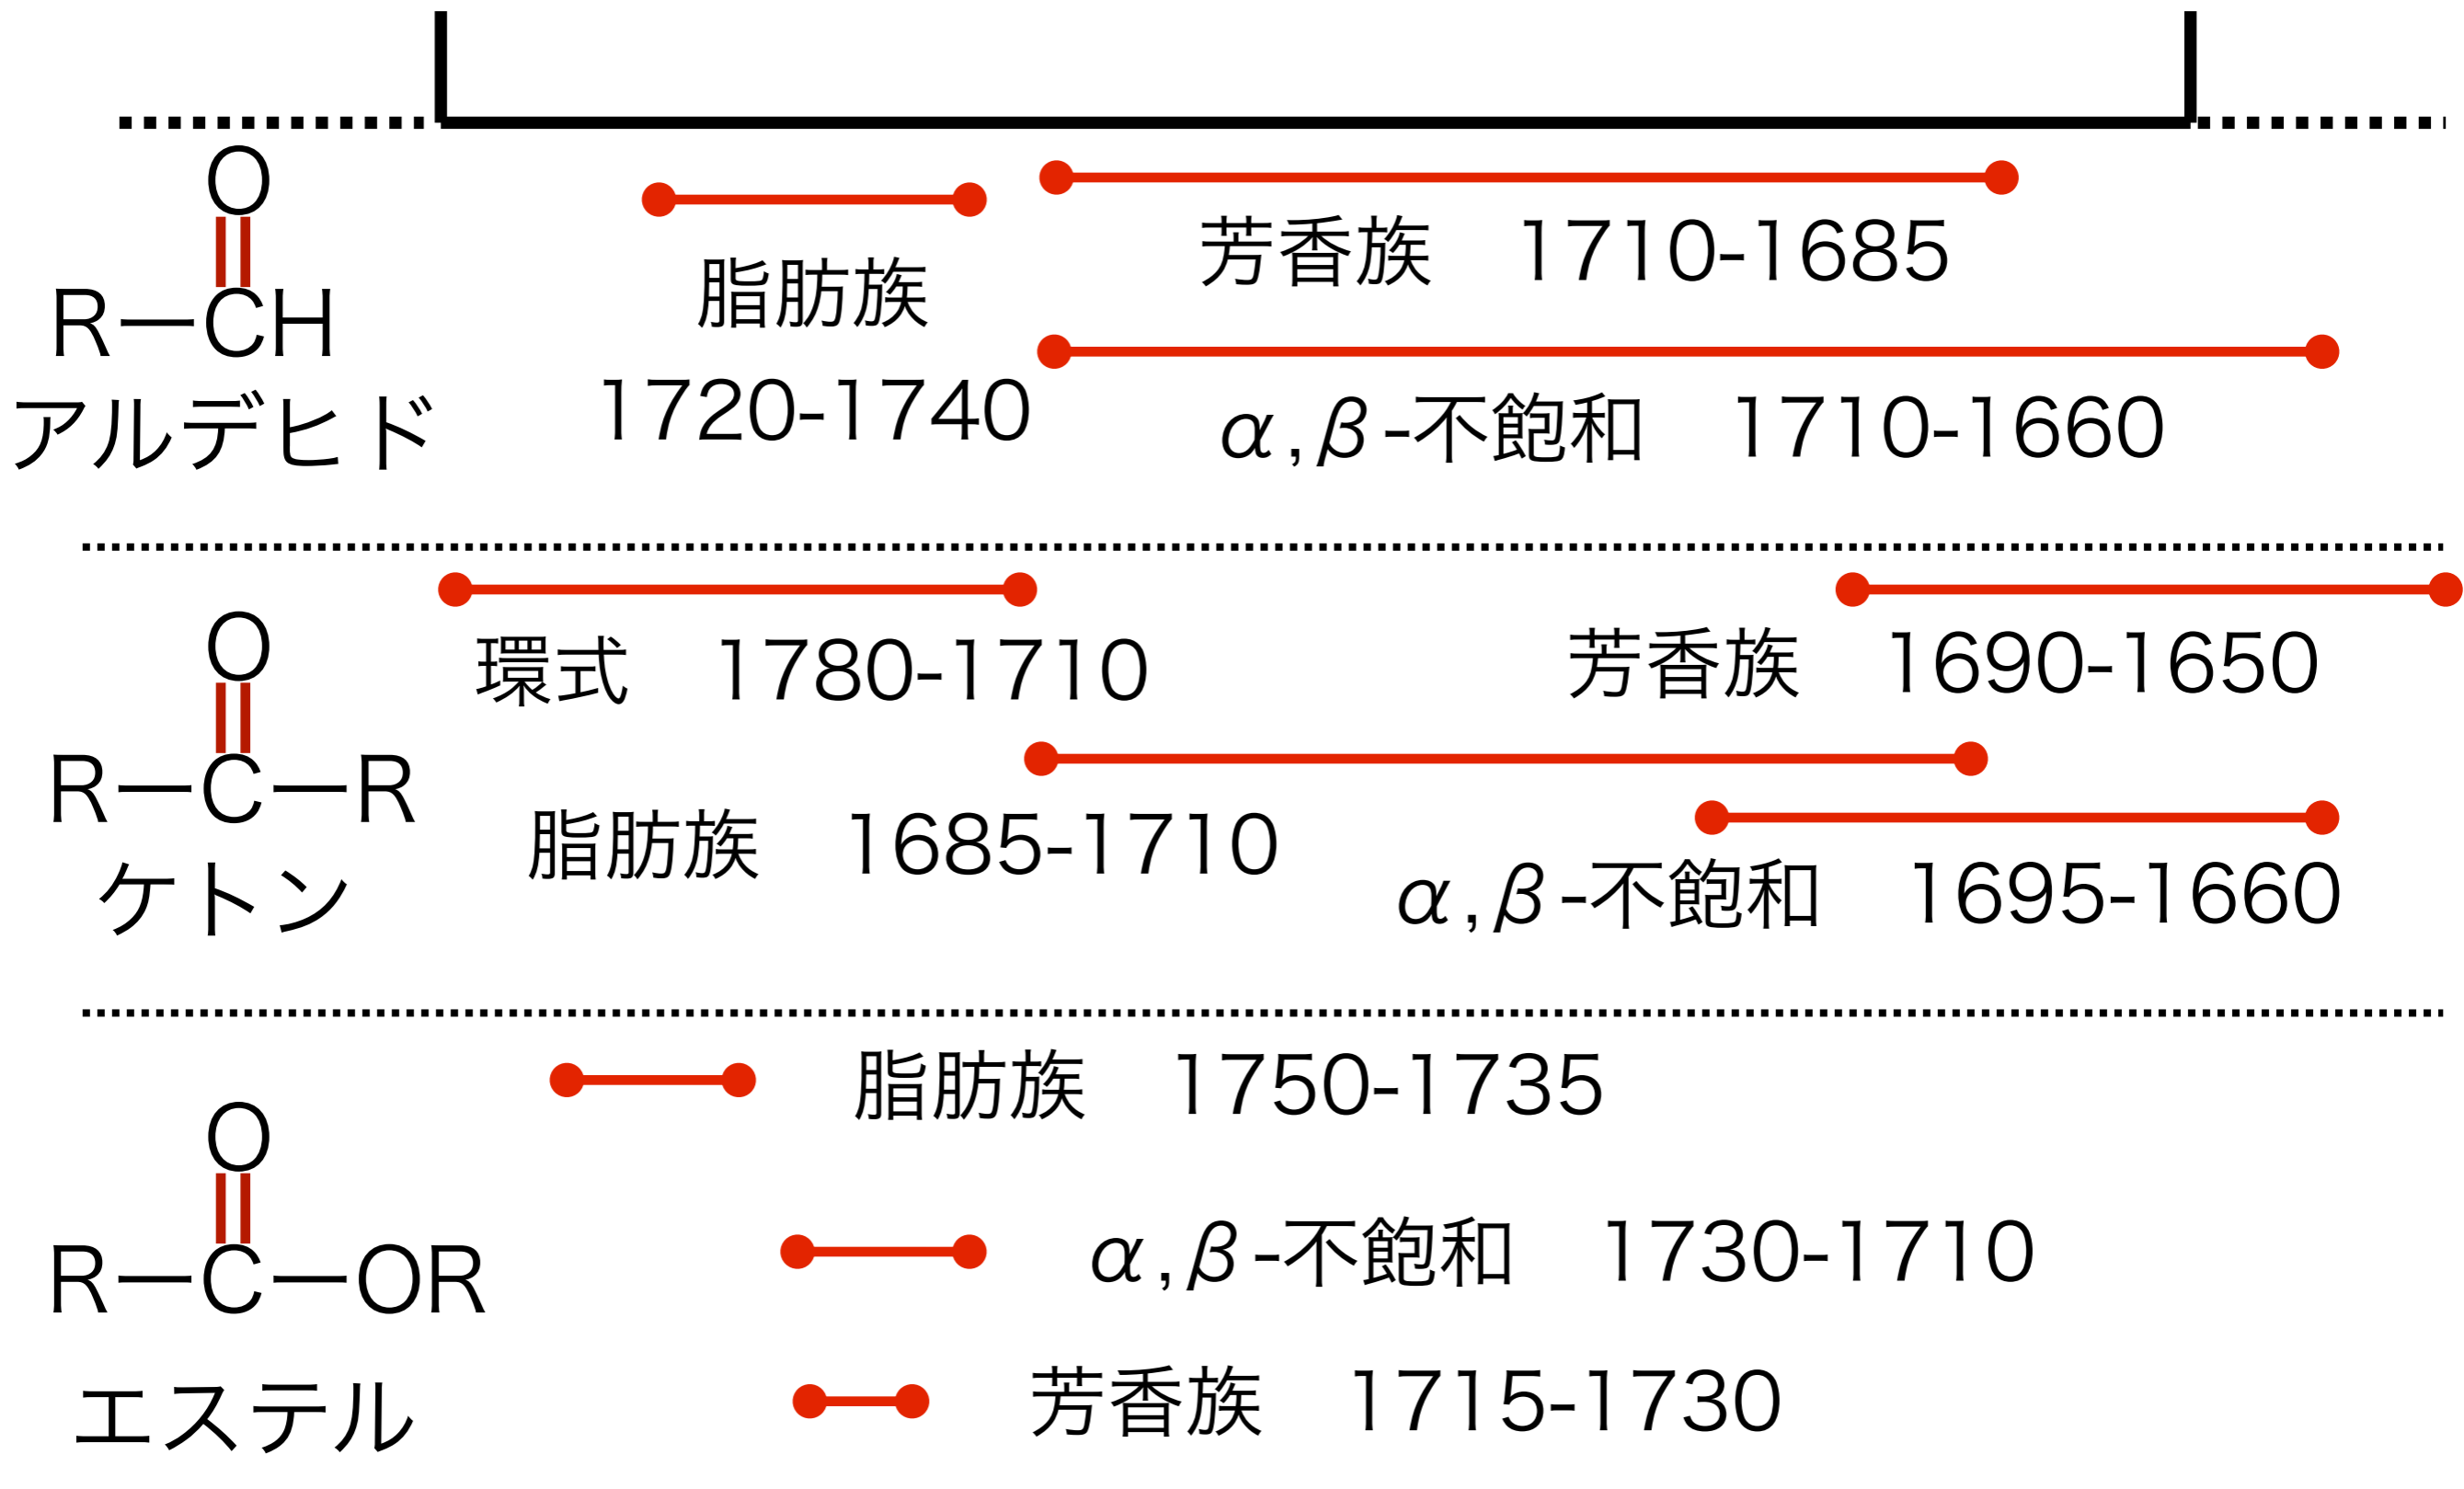 O
R—CH
アルデヒド
脂肪族
1720-1740
芳香族 1710-1685
α,β-不飽和 1710-1660
O
R—C—R
ケトン
環式 1780-1710
芳香族 1690-1650
脂肪族 1685-1710
α,β-不飽和 1695-1660
O
R—C—OR
エステル
脂肪族 1750-1735
α,β-不飽和 1730-1710
芳香族 1715-1730